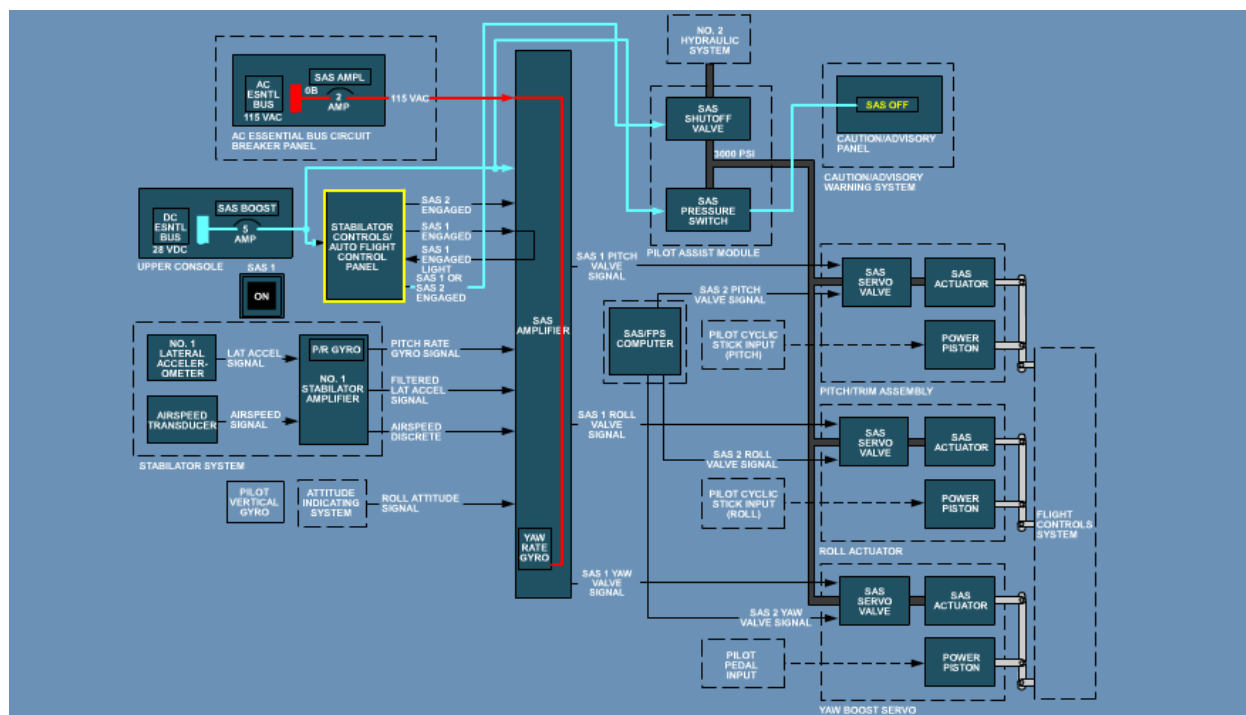 NO. 2
HYDRAULIC
SYSTEM
AC
ESNTL
BUS
115 VAC
0B
SAS AMPL
2
AMP
115 VAC
AC ESSENTIAL BUS CIRCUIT
BREAKER PANEL
SAS
SHUTOFF
VALVE
3000 PSI
SAS
PRESSURE
SWITCH
PILOT ASSIST MODULE
SAS OFF
CAUTION/ADVISORY
PANEL
CAUTION/ADVISORY
WARNING SYSTEM
DC
ESNTL
BUS
28 VDC
SAS BOOST
5
AMP
UPPER CONSOLE
SAS 1
ON
STABILATOR
CONTROLS/
AUTO FLIGHT
CONTROL
PANEL
SAS 2
ENGAGED
SAS 1
ENGAGED
SAS 1
ENGAGED
LIGHT
SAS 1 OR
SAS 2
ENGAGED
SAS
AMPLIFIER
YAW
RATE
GYRO
NO. 1
LATERAL
ACCELER-
OMETER
LAT ACCEL
SIGNAL
AIRSPEED
TRANSDUCER
AIRSPEED
SIGNAL
P/R GYRO
NO. 1
STABILATOR
AMPLIFIER
STABILATOR SYSTEM
PITCH RATE
GYRO SIGNAL
FILTERED
LAT ACCEL
SIGNAL
AIRSPEED
DISCRETE
PILOT
VERTICAL
GYRO
ATTITUDE
INDICATING
SYSTEM
ROLL ATTITUDE
SIGNAL
SAS 1 PITCH
VALVE
SIGNAL
SAS 2 PITCH
VALVE SIGNAL
SAS/FPS
COMPUTER
PILOT CYCLIC
STICK INPUT
(PITCH)
SAS
SERVO
VALVE
SAS
ACTUATOR
POWER
PISTON
PITCH/TRIM ASSEMBLY
SAS 1 ROLL
VALVE
SIGNAL
SAS 2 ROLL
VALVE SIGNAL
PILOT CYCLIC
STICK INPUT
(ROLL)
SAS
SERVO
VALVE
SAS
ACTUATOR
POWER
PISTON
ROLL ACTUATOR
FLIGHT
CONTROLS
SYSTEM
SAS 1 YAW
VALVE
SIGNAL
SAS 2 YAW
VALVE SIGNAL
PILOT
PEDAL
INPUT
SAS
SERVO
VALVE
SAS
ACTUATOR
POWER
PISTON
YAW BOOST SERVO